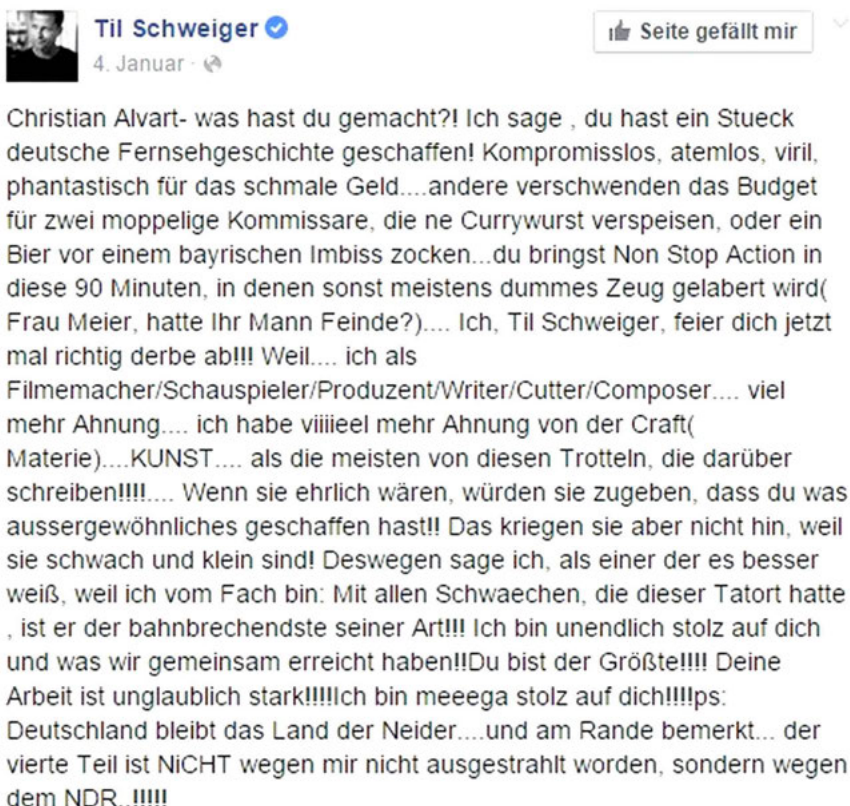 Til Schweiger
Seite gefällt mir
4. Januar ·
Christian Alvart- was hast du gemacht?! Ich sage , du hast ein Stueck
deutsche Fernsehgeschichte geschaffen! Kompromisslos, atemlos, viril,
phantastisch für das schmale Geld....andere verschwenden das Budget
für zwei moppelige Kommissare, die ne Currywurst verspeisen, oder ein
Bier vor einem bayrischen Imbiss zocken...du bringst Non Stop Action in
diese 90 Minuten, in denen sonst meistens dummes Zeug gelabert wird(
Frau Meier, hatte Ihr Mann Feinde?).... Ich, Til Schweiger, feier dich jetzt
mal richtig derbe ab!!! Weil.... ich als
Filmemacher/Schauspieler/Produzent/Writer/Cutter/Composer.... viel
mehr Ahnung.... ich habe viiiieel mehr Ahnung von der Craft(
Materie)....KUNST.... als die meisten von diesen Trotteln, die darüber
schreiben!!!!.... Wenn sie ehrlich wären, würden sie zugeben, dass du was
aussergewöhnliches geschaffen hast!! Das kriegen sie aber nicht hin, weil
sie schwach und klein sind! Deswegen sage ich, als einer der es besser
weiß, weil ich vom Fach bin: Mit allen Schwaechen, die dieser Tatort hatte
, ist er der bahnbrechendste seiner Art!!! Ich bin unendlich stolz auf dich
und was wir gemeinsam erreicht haben!!Du bist der Größte!!!! Deine
Arbeit ist unglaublich stark!!!!Ich bin meeega stolz auf dich!!!!ps:
Deutschland bleibt das Land der Neider....und am Rande bemerkt... der
vierte Teil ist NiCHT wegen mir nicht ausgestrahlt worden, sondern wegen
dem NDR..!!!!!